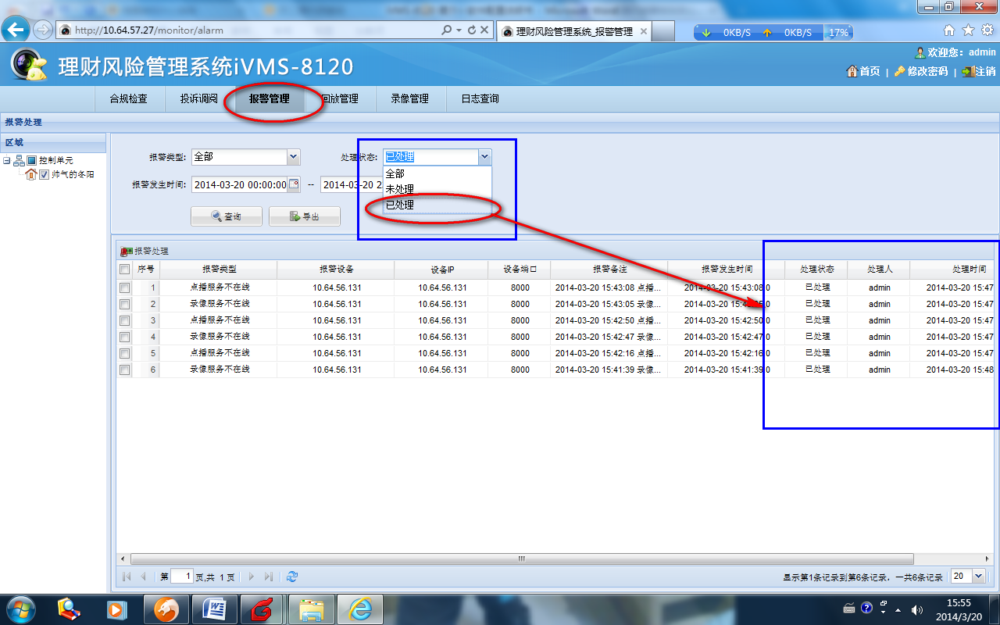 http://10.64.57.27/monitor/alarm
理财风险管理系统_报警管理
0KB/S 0KB/S 17%
理财风险管理系统iVMS-8120
欢迎您: admin
首页 | 修改密码 | 注销
合规检查 投诉调阅 报警管理 回放管理 录像管理 日志查询
报警处理
区域
控制单元
帅气的冬阳
报警类型: 全部 处理状态: 已处理
全部
未处理
已处理
报警发生时间: 2014-03-20 00:00:00 -- 2014-03-20 2
查询 导出
报警处理
序号 报警类型 报警设备 设备IP 设备端口 报警备注 报警发生时间 处理状态 处理人 处理时间
1 点播服务不在线 10.64.56.131 10.64.56.131 8000 2014-03-20 15:43:08 点播... 2014-03-20 15:43:08.0 已处理 admin 2014-03-20 15:47
2 录像服务不在线 10.64.56.131 10.64.56.131 8000 2014-03-20 15:43:05 录像... 2014-03-20 15:43:05.0 已处理 admin 2014-03-20 15:47
3 点播服务不在线 10.64.56.131 10.64.56.131 8000 2014-03-20 15:42:50 点播... 2014-03-20 15:42:50.0 已处理 admin 2014-03-20 15:47
4 录像服务不在线 10.64.56.131 10.64.56.131 8000 2014-03-20 15:42:47 录像... 2014-03-20 15:42:47.0 已处理 admin 2014-03-20 15:47
5 点播服务不在线 10.64.56.131 10.64.56.131 8000 2014-03-20 15:42:16 点播... 2014-03-20 15:42:16.0 已处理 admin 2014-03-20 15:47
6 录像服务不在线 10.64.56.131 10.64.56.131 8000 2014-03-20 15:41:39 录像... 2014-03-20 15:41:39.0 已处理 admin 2014-03-20 15:48
第 1 页,共 1 页
显示第1条记录到第6条记录，一共6条记录 20
15:55
2014/3/20